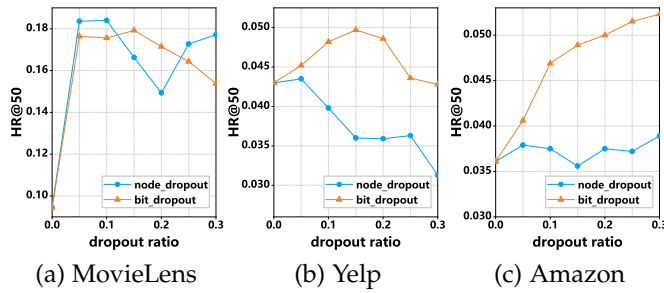 HR@50
0.18
0.16
0.14
0.12
0.10
node_dropout
bit_dropout
0.0 0.1 0.2 0.3
dropout ratio
(a) MovieLens
HR@50
0.050
0.045
0.040
0.035
0.030
node_dropout
bit_dropout
0.0 0.1 0.2 0.3
dropout ratio
(b) Yelp
HR@50
0.050
0.045
0.040
0.035
0.030
node_dropout
bit_dropout
0.0 0.1 0.2 0.3
dropout ratio
(c) Amazon